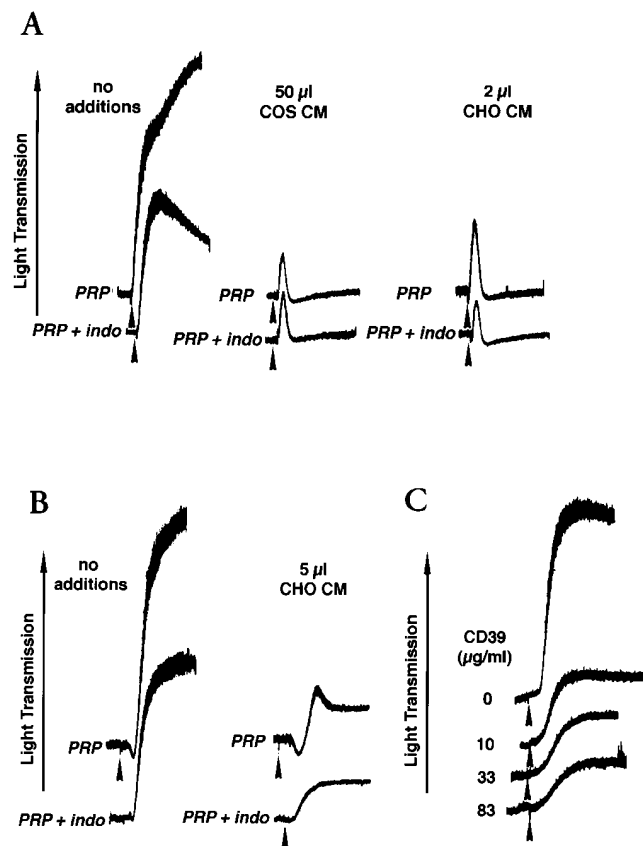 A
Light Transmission
no
additions
50 µl
COS CM
2 µl
CHO CM
PRP
PRP
PRP
PRP + indo
PRP + indo
PRP + indo
B
Light Transmission
no
additions
5 µl
CHO CM
PRP
PRP
PRP + indo
PRP + indo
C
Light Transmission
CD39
(µg/ml)
0
10
33
83